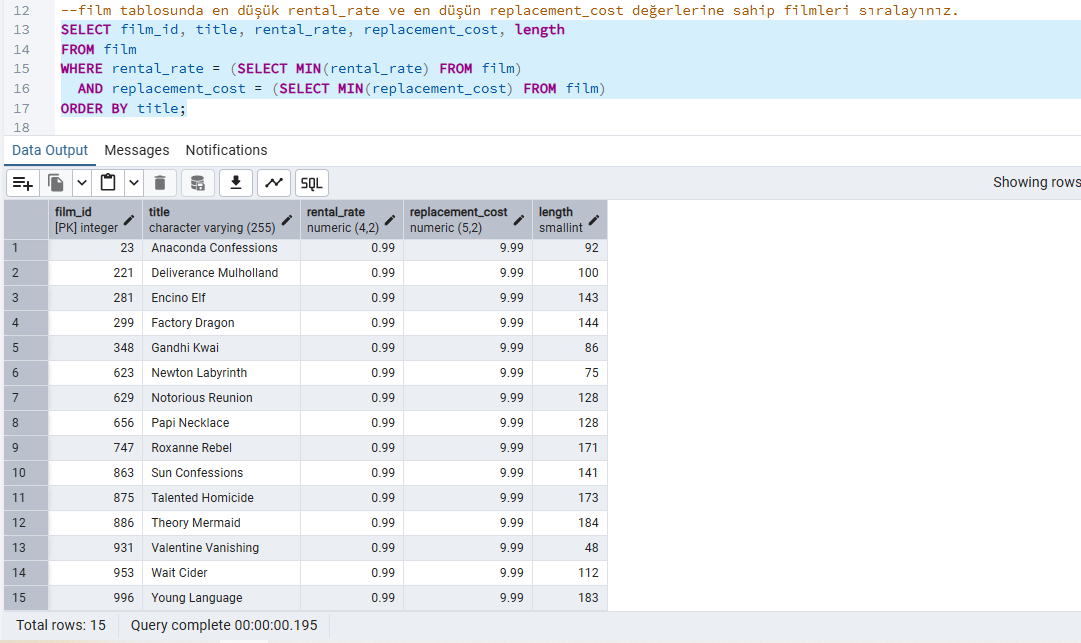 12 --film tablosunda en düşük rental_rate ve en düşün replacement_cost değerlerine sahip filmleri sıralayınız.
13 SELECT film_id, title, rental_rate, replacement_cost, length
14 FROM film
15 WHERE rental_rate = (SELECT MIN(rental_rate) FROM film)
16 AND replacement_cost = (SELECT MIN(replacement_cost) FROM film)
17 ORDER BY title;
18
Data Output Messages Notifications
SQL Showing rows
film_id title rental_rate replacement_cost length
[PK] integer character varying (255) numeric (4,2) numeric (5,2) smallint
1 23 Anaconda Confessions 0.99 9.99 92
2 221 Deliverance Mulholland 0.99 9.99 100
3 281 Encino Elf 0.99 9.99 143
4 299 Factory Dragon 0.99 9.99 144
5 348 Gandhi Kwai 0.99 9.99 86
6 623 Newton Labyrinth 0.99 9.99 75
7 629 Notorious Reunion 0.99 9.99 128
8 656 Papi Necklace 0.99 9.99 128
9 747 Roxanne Rebel 0.99 9.99 171
10 863 Sun Confessions 0.99 9.99 141
11 875 Talented Homicide 0.99 9.99 173
12 886 Theory Mermaid 0.99 9.99 184
13 931 Valentine Vanishing 0.99 9.99 48
14 953 Wait Cider 0.99 9.99 112
15 996 Young Language 0.99 9.99 183
Total rows: 15 Query complete 00:00:00.195